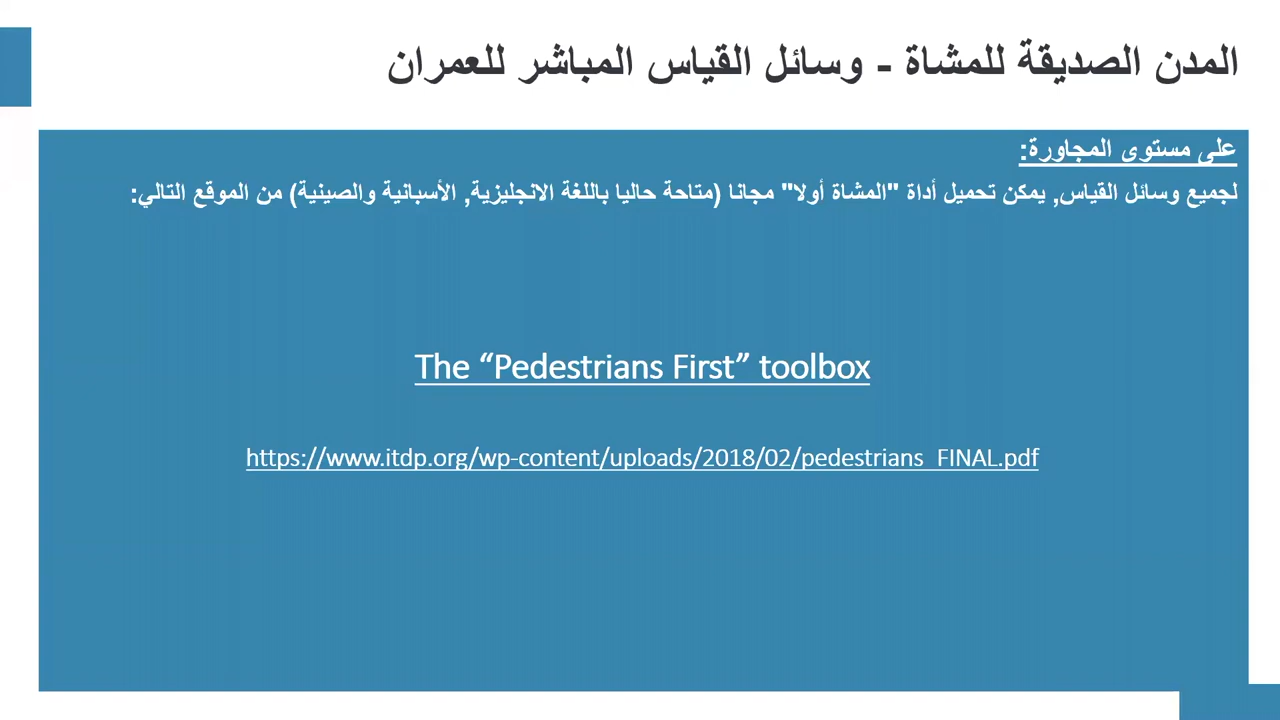 المدن الصديقة للمشاة - وسائل القياس المباشر للعمران
على مستوى المجاورة:
لجميع وسائل القياس, يمكن تحميل أداة "المشاة أولا" مجانا (متاحة حاليا باللغة الانجليزية, الأسبانية والصينية) من الموقع التالي:
The “Pedestrians First” toolbox
https://www.itdp.org/wp-content/uploads/2018/02/pedestrians_FINAL.pdf